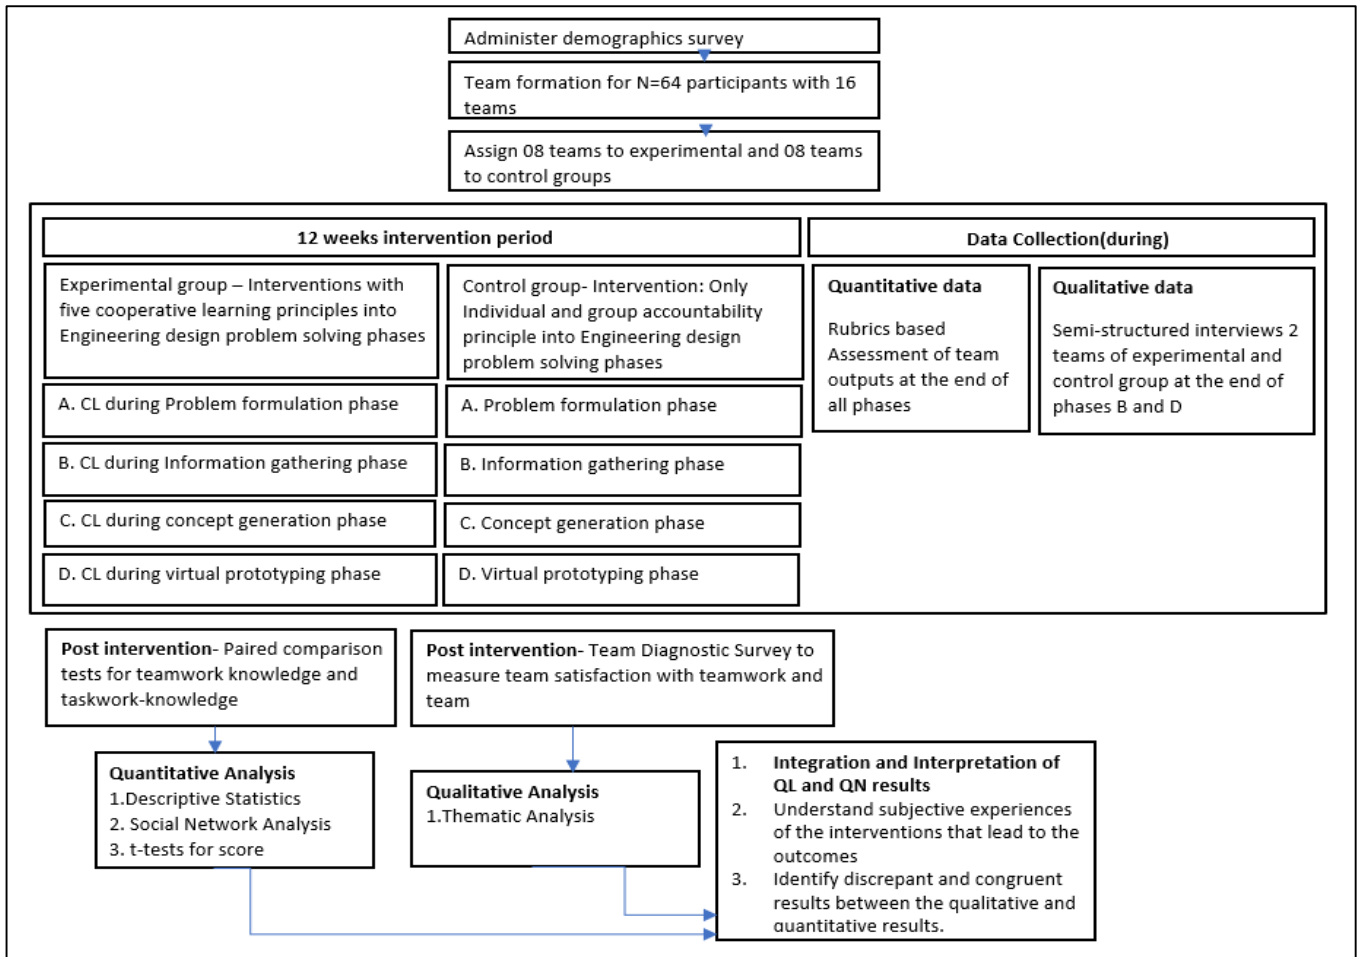 Administer demographics survey
Team formation for N=64 participants with 16
teams
Assign 08 teams to experimental and 08 teams
to control groups
12 weeks intervention period
Data Collection(during)
Experimental group – Interventions with
five cooperative learning principles into
Engineering design problem solving phases
Control group- Intervention: Only
Individual and group accountability
principle into Engineering design
problem solving phases
Quantitative data
Rubrics based
Assessment of team
outputs at the end of
all phases
Qualitative data
Semi-structured interviews 2
teams of experimental and
control group at the end of
phases B and D
A. CL during Problem formulation phase
A. Problem formulation phase
B. CL during Information gathering phase
B. Information gathering phase
C. CL during concept generation phase
C. Concept generation phase
D. CL during virtual prototyping phase
D. Virtual prototyping phase
Post intervention- Paired comparison
tests for teamwork knowledge and
taskwork-knowledge
Post intervention- Team Diagnostic Survey to
measure team satisfaction with teamwork and
team
Quantitative Analysis
1.Descriptive Statistics
2. Social Network Analysis
3. t-tests for score
Qualitative Analysis
1.Thematic Analysis
1. Integration and Interpretation of
QL and QN results
2. Understand subjective experiences
of the interventions that lead to the
outcomes
3. Identify discrepant and congruent
results between the qualitative and
quantitative results.